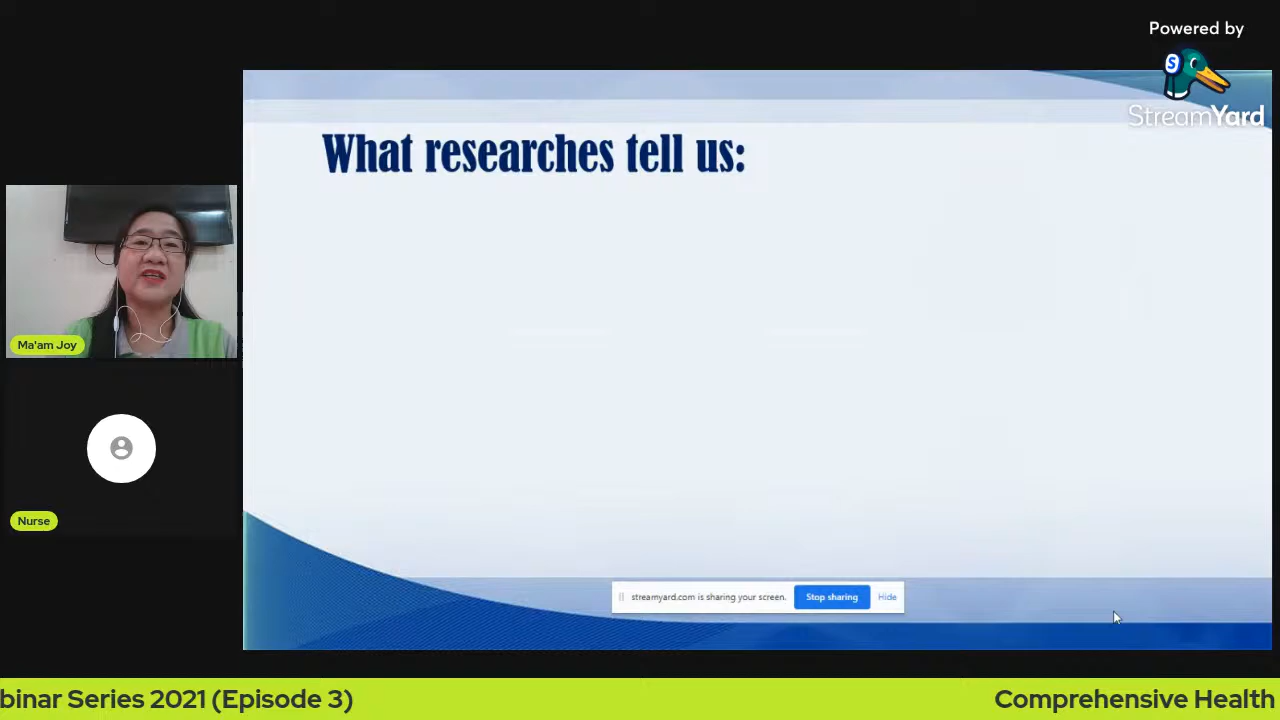 Powered by
StreamYard
What researches tell us:
Ma'am Joy
Nurse
streamyard.com is sharing your screen. Stop sharing Hide
binar Series 2021 (Episode 3) Comprehensive Health